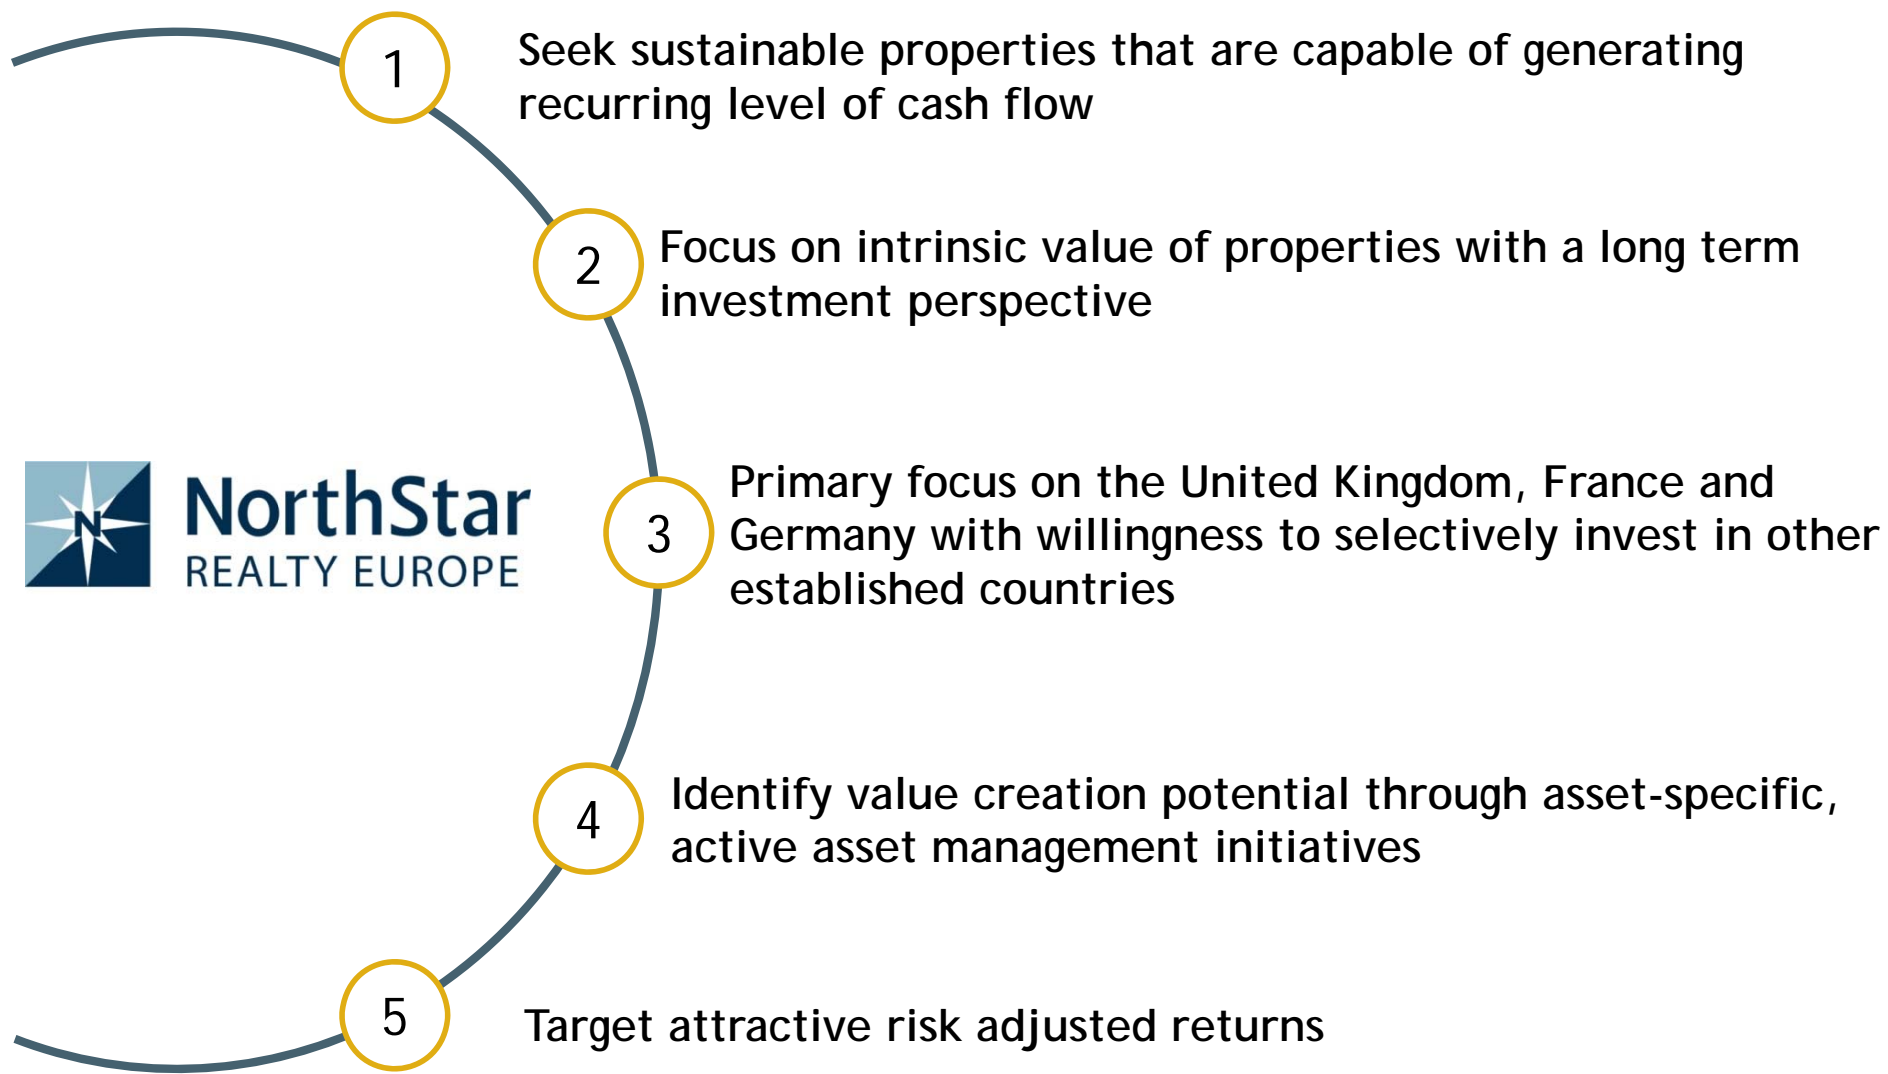 1
Seek sustainable properties that are capable of generating
recurring level of cash flow
2
Focus on intrinsic value of properties with a long term
investment perspective
N
NorthStar
REALTY EUROPE
3
Primary focus on the United Kingdom, France and
Germany with willingness to selectively invest in other
established countries
4
Identify value creation potential through asset-specific,
active asset management initiatives
5
Target attractive risk adjusted returns